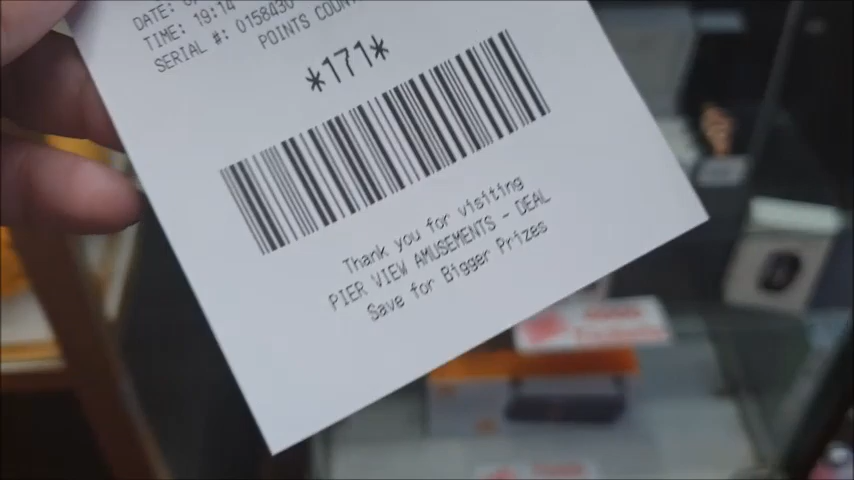 DATE:
TIME: 19:14
SERIAL #: 0158430
POINTS COUNT
*171*
Thank you for visiting
PIER VIEW AMUSEMENTS - DEAL
Save for Bigger Prizes